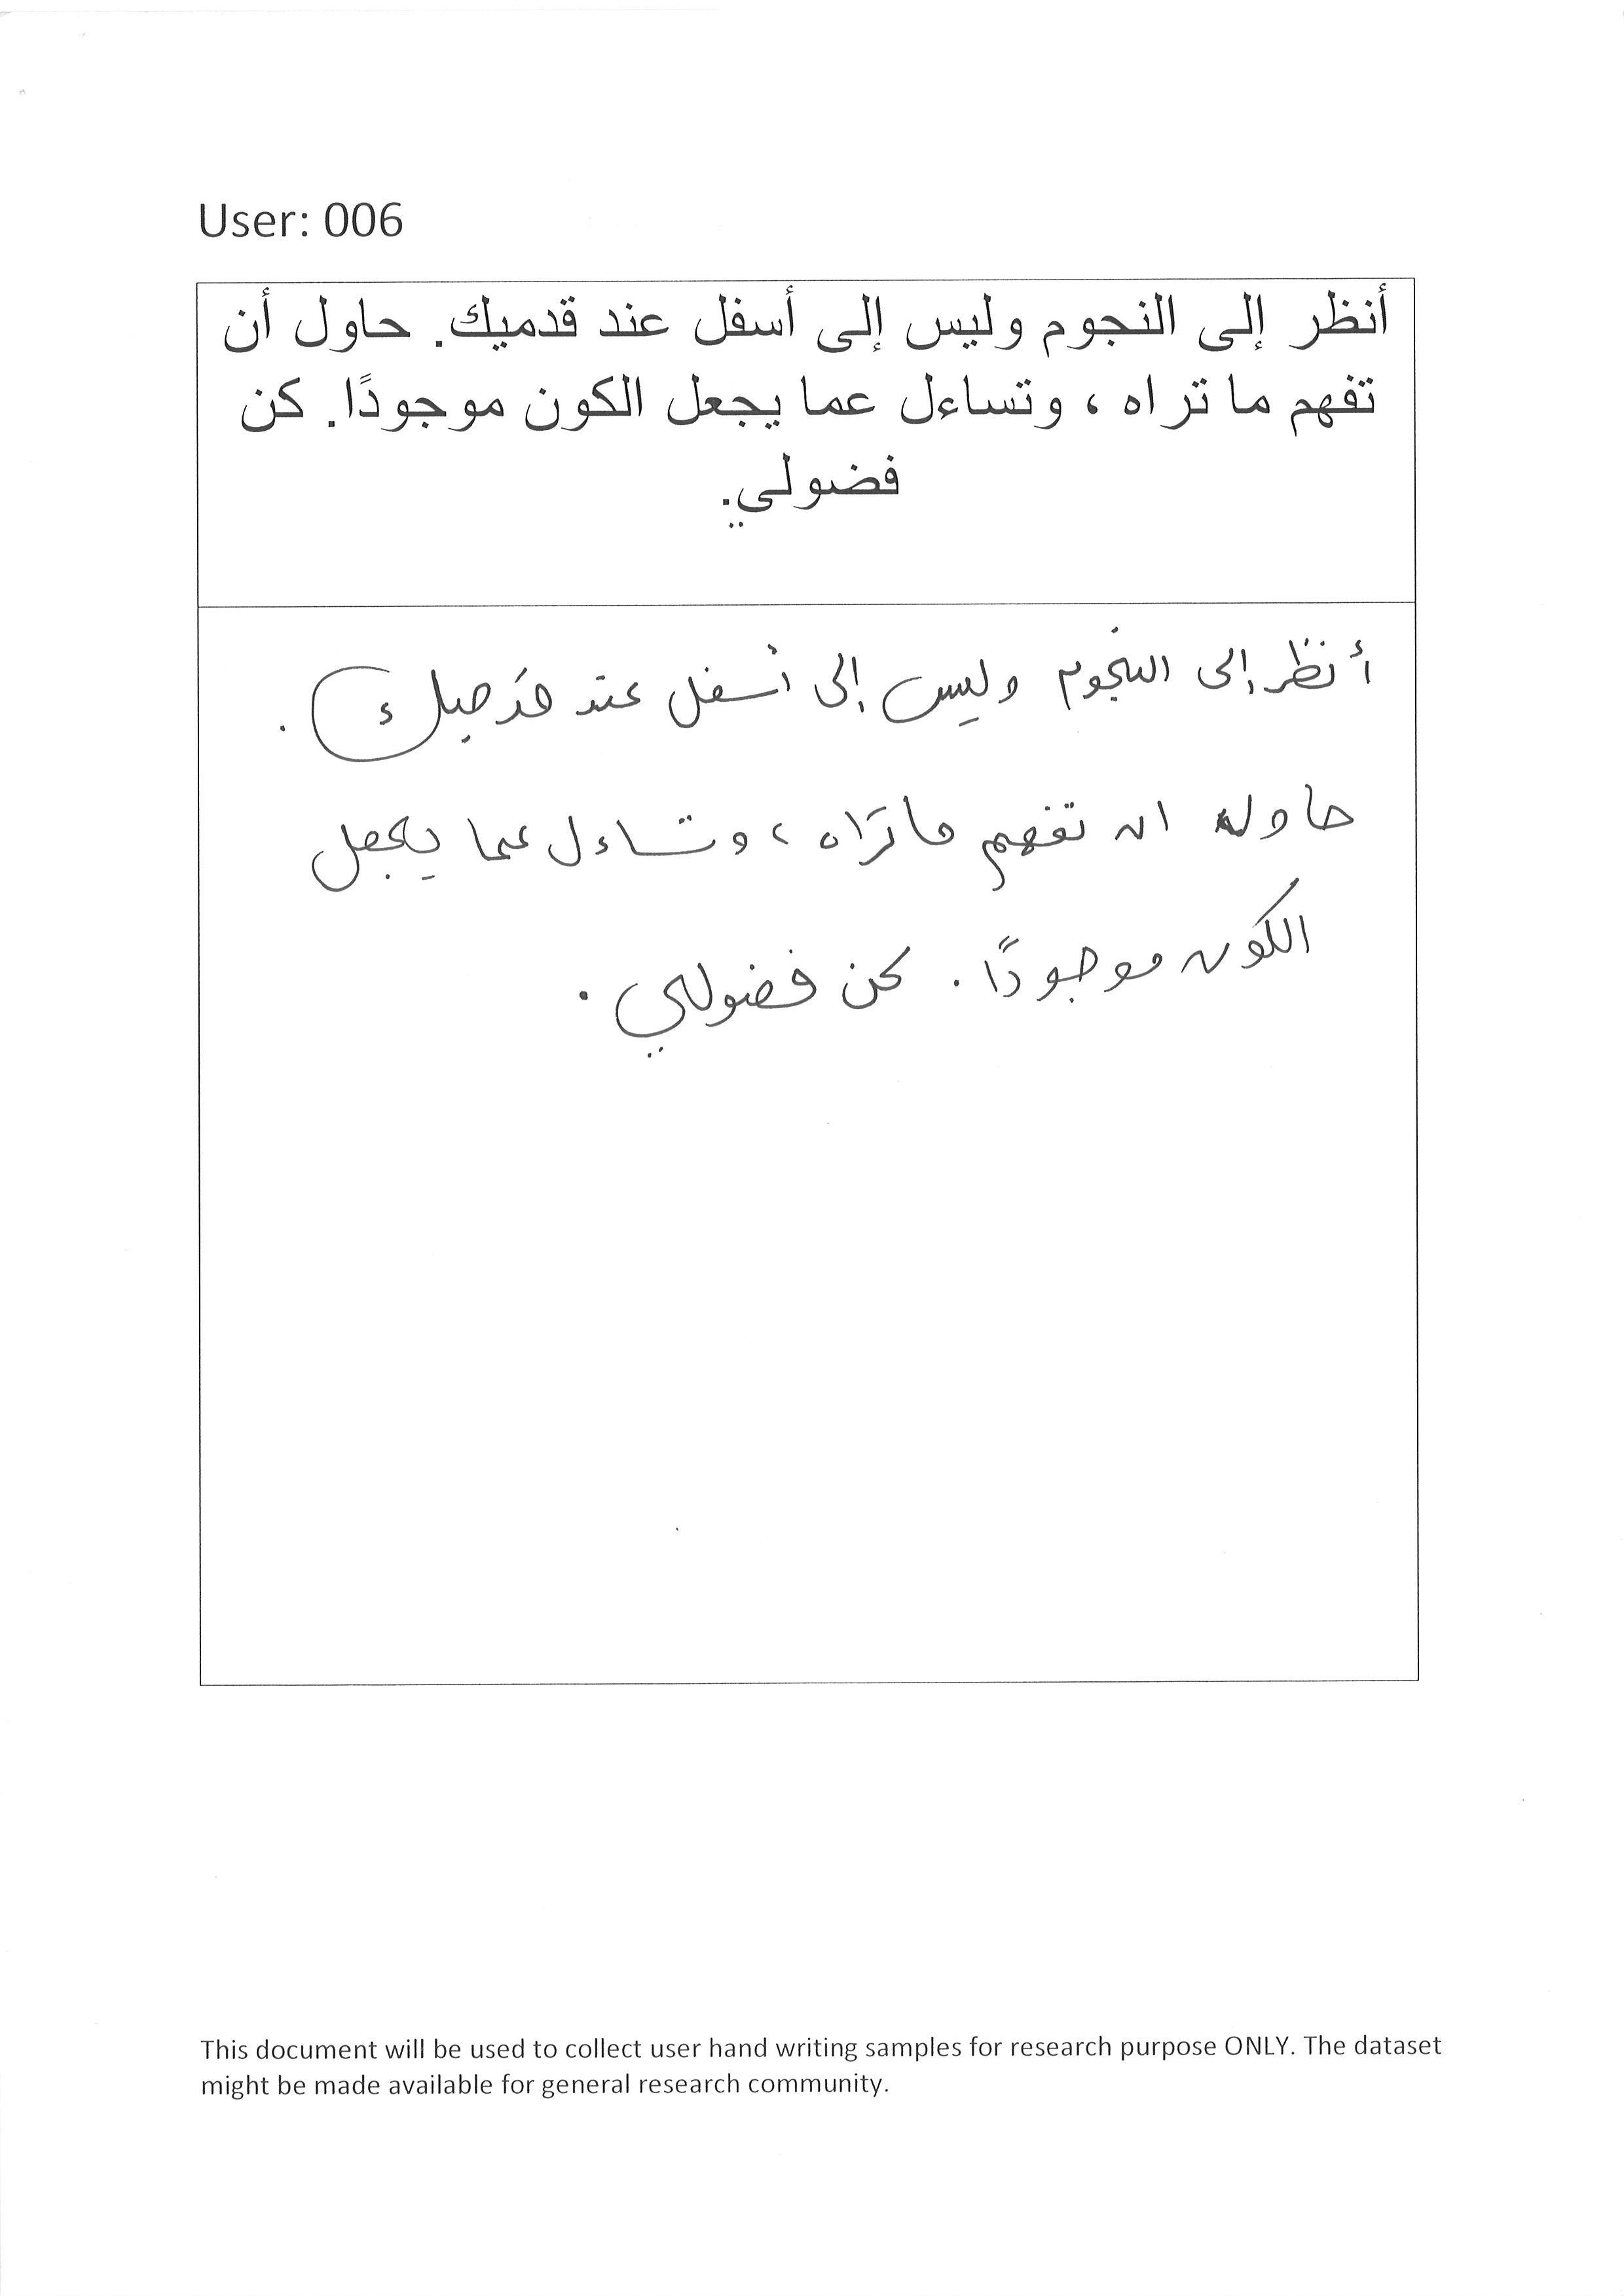 User: 006
أنظر إلى النجوم وليس إلى أسفل عند قدميك. حاول أن
تفهم ما تراه ، وتساءل عما يجعل الكون موجودًا. كن
فضولي.
أنظر إلى النجوم وليس إلى أسفل عند قدميك .
حاول ان تفهم ما تراه ، وتساءل عما يجعل
الكون موجودًا . كن فضولي .
This document will be used to collect user hand writing samples for research purpose ONLY. The dataset
might be made available for general research community.